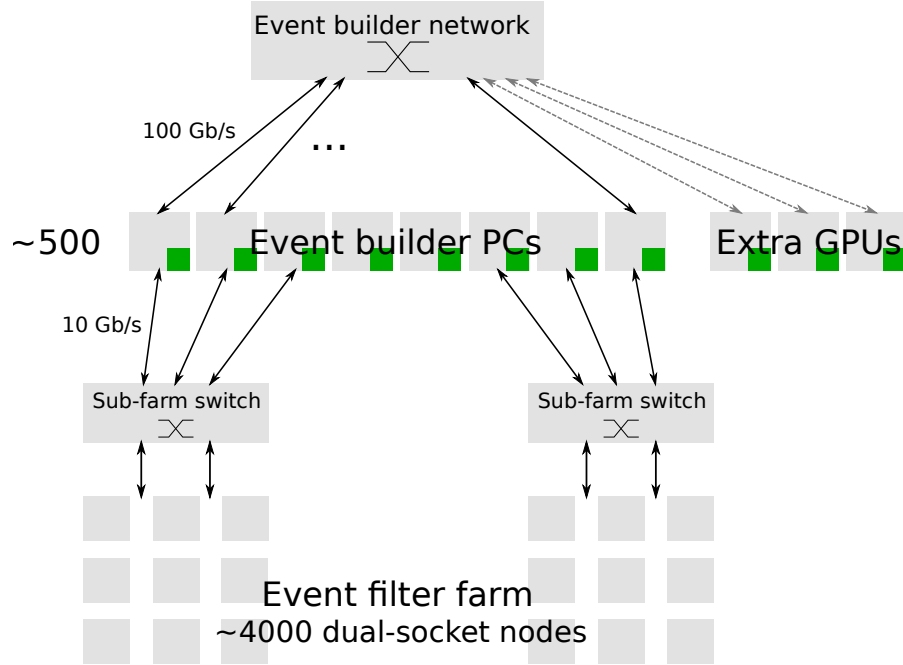 Event builder network
100 Gb/s
...
~500
Event builder PCs
Extra GPUs
10 Gb/s
Sub-farm switch
Sub-farm switch
Event filter farm
~4000 dual-socket nodes